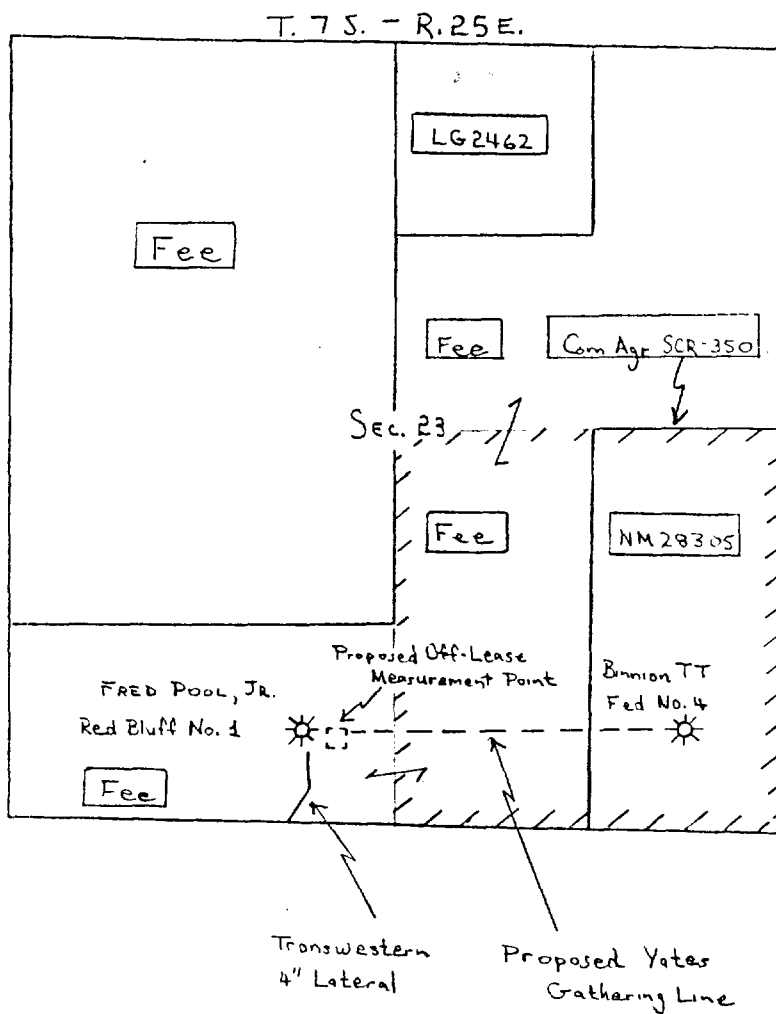 T. 7 S. - R. 25 E.
LG 2462
Fee
Fee
Com Agr SCR-350
SEC. 23
Fee
NM 28305
Proposed Off-Lease
Measurement Point
Binnion TT
Fed No. 4
FRED POOL, JR.
Red Bluff No. 1
Fee
Transwestern
4" Lateral
Proposed Yates
Gathering Line